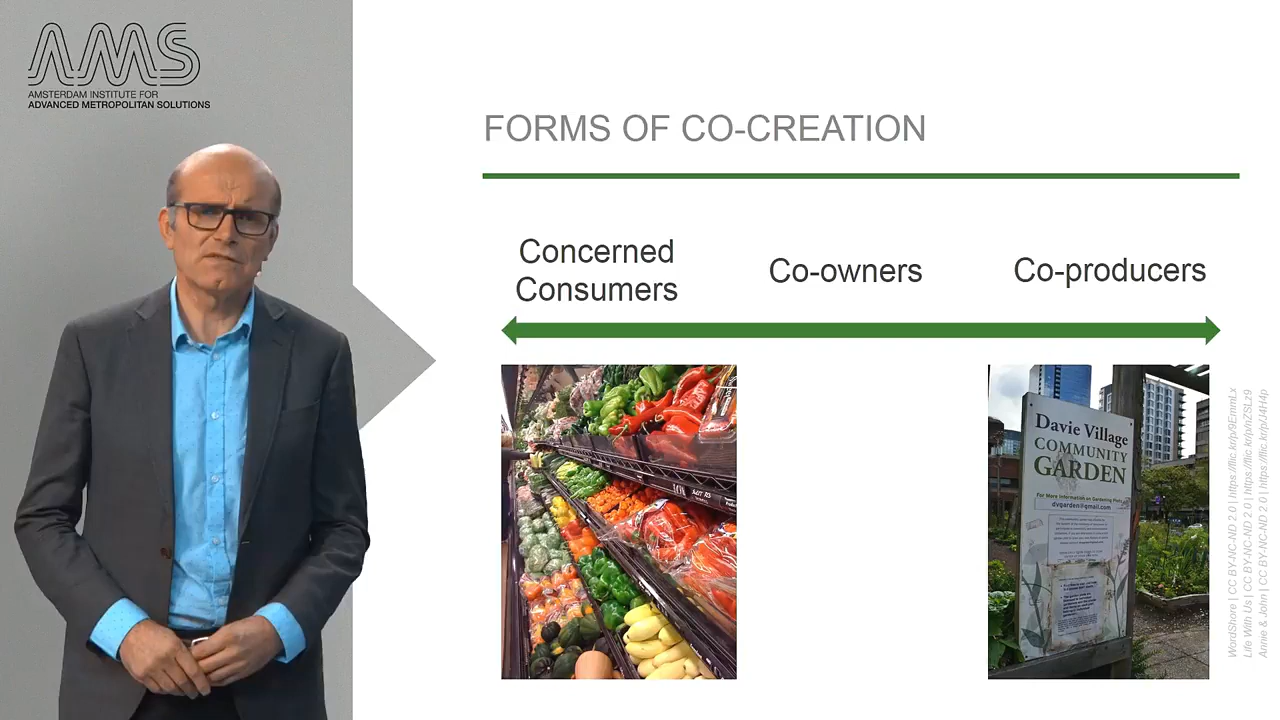 AMS
AMSTERDAM INSTITUTE FOR
ADVANCED METROPOLITAN SOLUTIONS
FORMS OF CO-CREATION
Concerned
Consumers
Co-owners
Co-producers
Davie Village
COMMUNITY
GARDEN
For More Information on Gardening Plots
dvgarden@gmail.com
WordShore | CC BY-NC-ND 2.0 | https://flic.kr/p/9EmmLx
Life With Us | CC BY-NC-ND 2.0 | https://flic.kr/p/nZSLz9
Annie & John | CC BY-NC-ND 2.0 | https://flic.kr/p/J4H4p